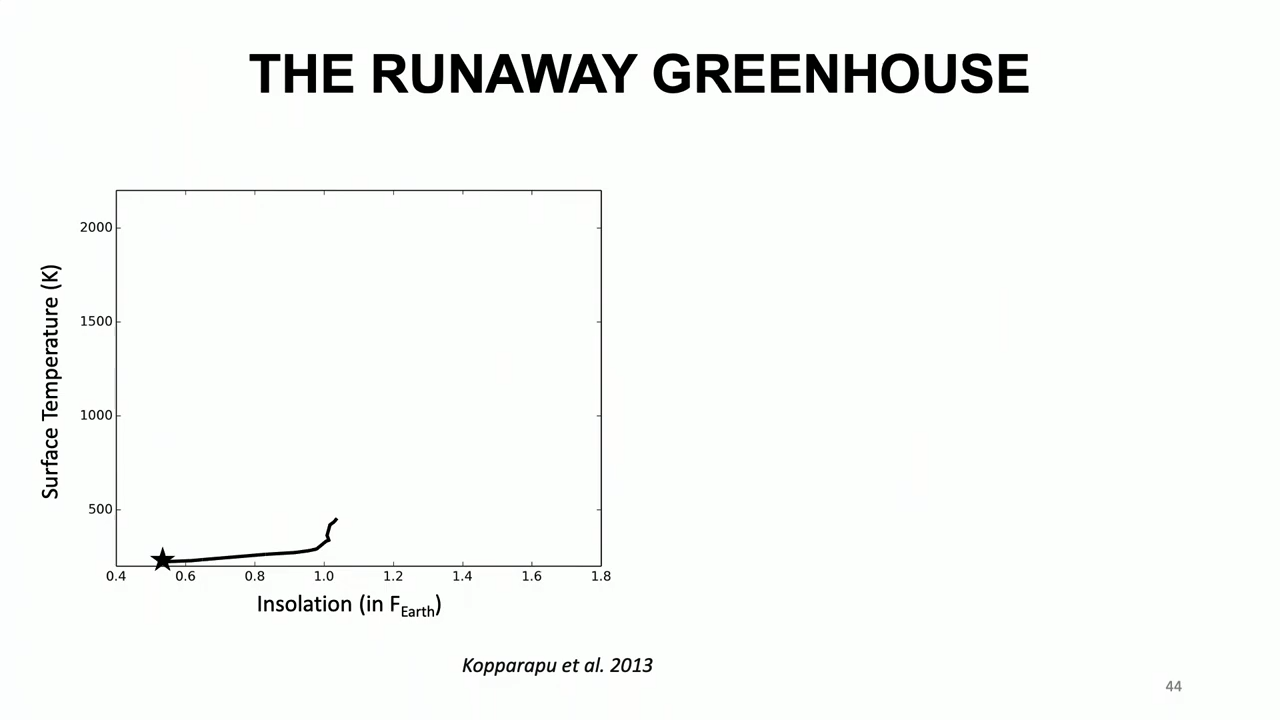 THE RUNAWAY GREENHOUSE
Surface Temperature (K)
2000
1500
1000
500
0.4 0.6 0.8 1.0 1.2 1.4 1.6 1.8
Insolation (in F_Earth)
Kopparapu et al. 2013
44